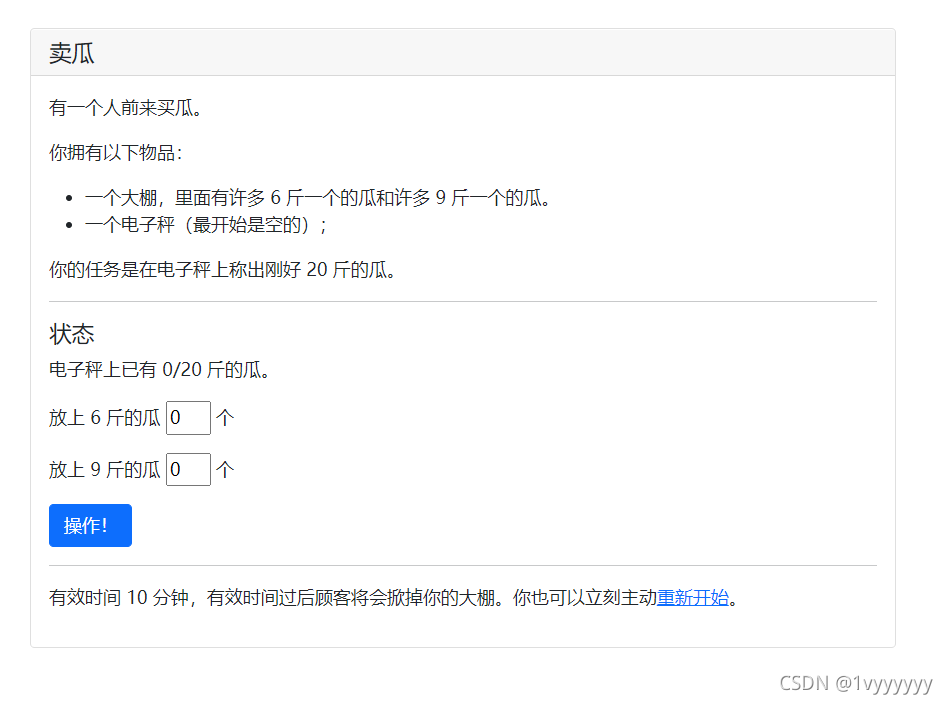 卖瓜
有一个人前来买瓜。
你拥有以下物品：
一个大棚，里面有许多 6 斤一个的瓜和许多 9 斤一个的瓜。
一个电子秤（最开始是空的）；
你的任务是在电子秤上称出刚好 20 斤的瓜。
状态
电子秤上已有 0/20 斤的瓜。
放上 6 斤的瓜 0 个
放上 9 斤的瓜 0 个
操作！
有效时间 10 分钟，有效时间过后顾客将会掀掉你的大棚。你也可以立刻主动重新开始。
CSDN @1vyyyyyy